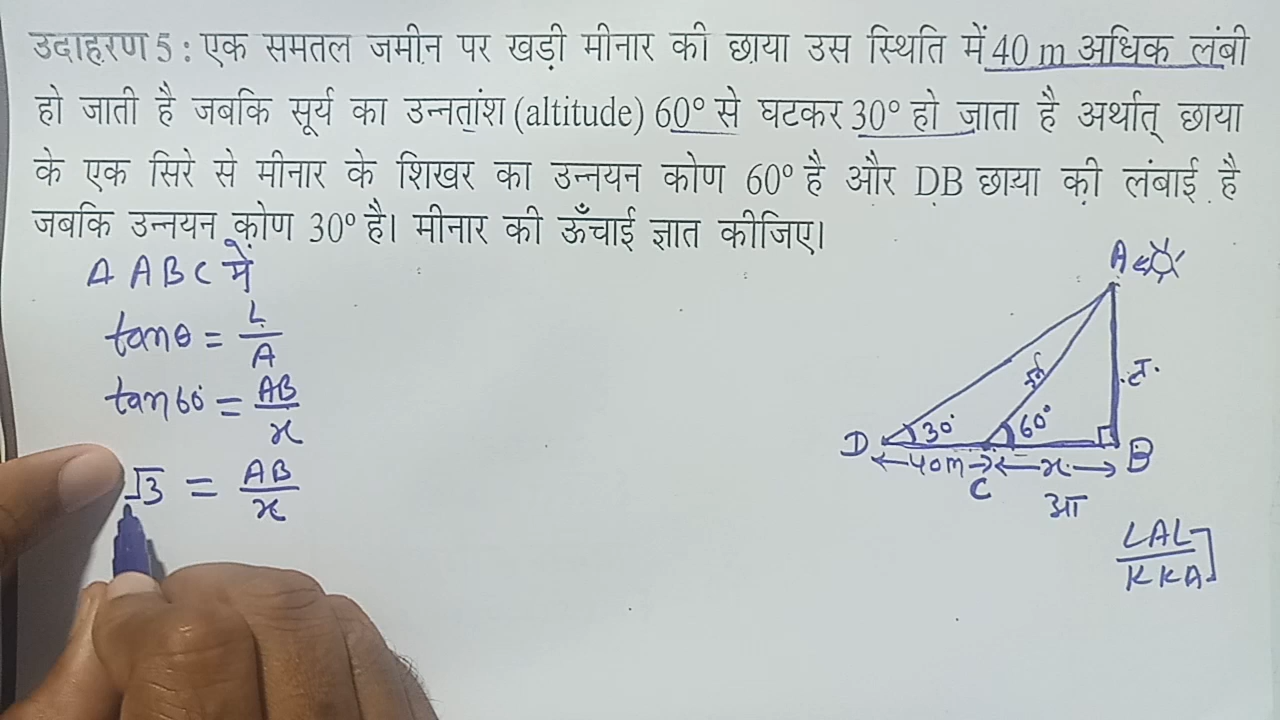 उदाहरण 5 : एक समतल जमीन पर खड़ी मीनार की छाया उस स्थिति में 40 m अधिक लंबी
हो जाती है जबकि सूर्य का उन्नतांश (altitude) 60° से घटकर 30° हो जाता है अर्थात् छाया
के एक सिरे से मीनार के शिखर का उन्नयन कोण 60° है और DB छाया की लंबाई है
जबकि उन्नयन कोण 30° है। मीनार की ऊँचाई ज्ञात कीजिए।
Δ ABC में
tanθ = L/A
tan60° = AB/x
√3 = AB/x
A
30°
60°
D
40m
x
B
C
आ
LAL/KKA